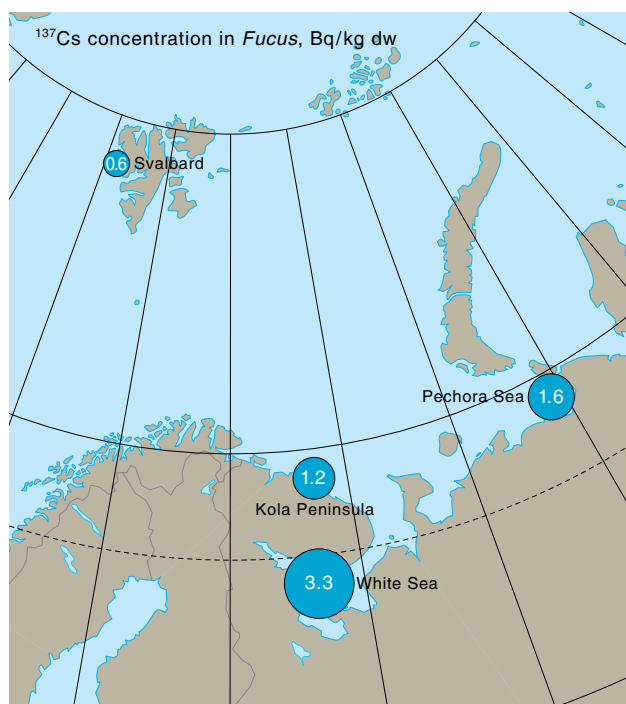 ¹³⁷Cs concentration in Fucus, Bq/kg dw
0.6 Svalbard
Pechora Sea 1.6
1.2
Kola Peninsula
3.3 White Sea